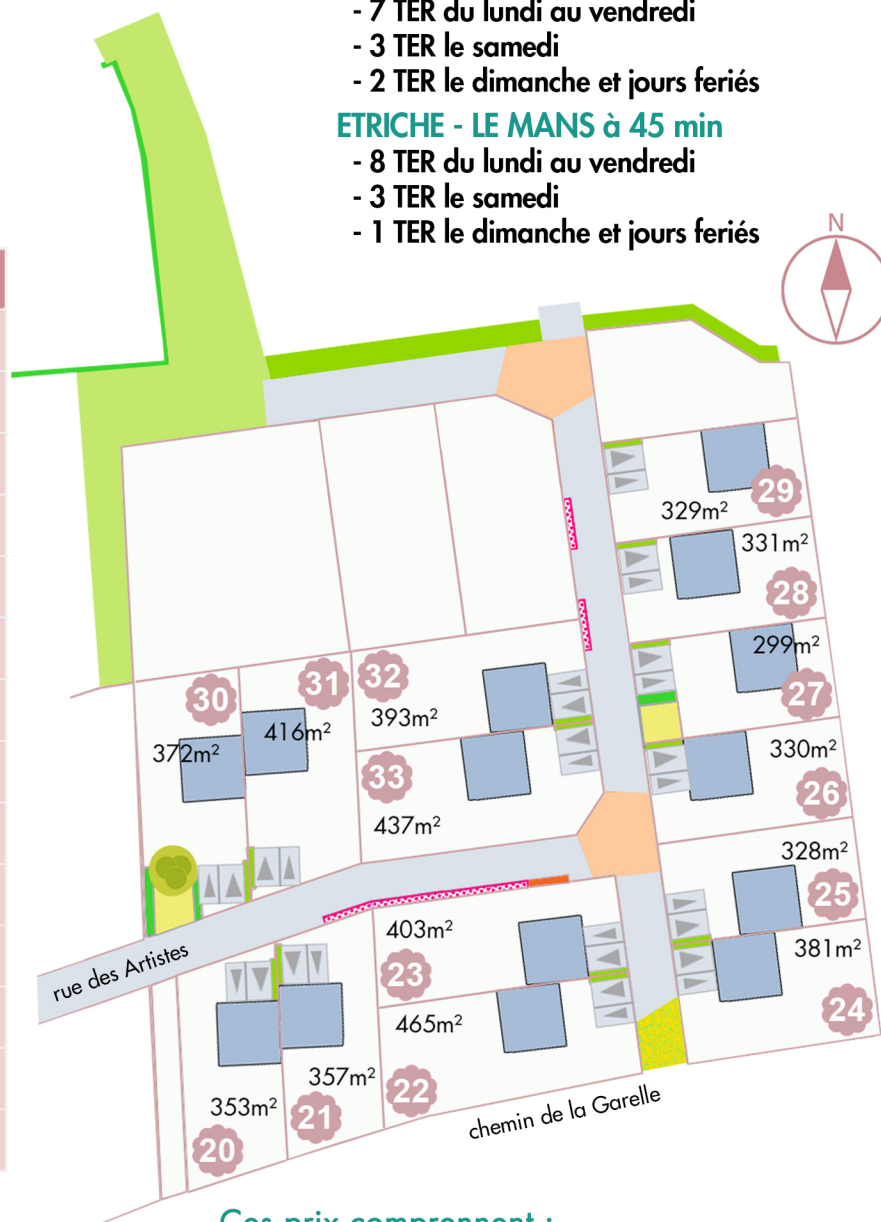 - 7 TER du lundi au vendredi
- 3 TER le samedi
- 2 TER le dimanche et jours feriés
ETRICHE - LE MANS à 45 min
- 8 TER du lundi au vendredi
- 3 TER le samedi
- 1 TER le dimanche et jours feriés
N
29
329m²
331m²
28
299m²
27
330m²
26
328m²
25
381m²
24
30
31
32
372m²
416m²
393m²
33
437m²
rue des Artistes
403m²
23
465m²
22
357m²
21
353m²
20
chemin de la Garelle
Ces prix comprennent :